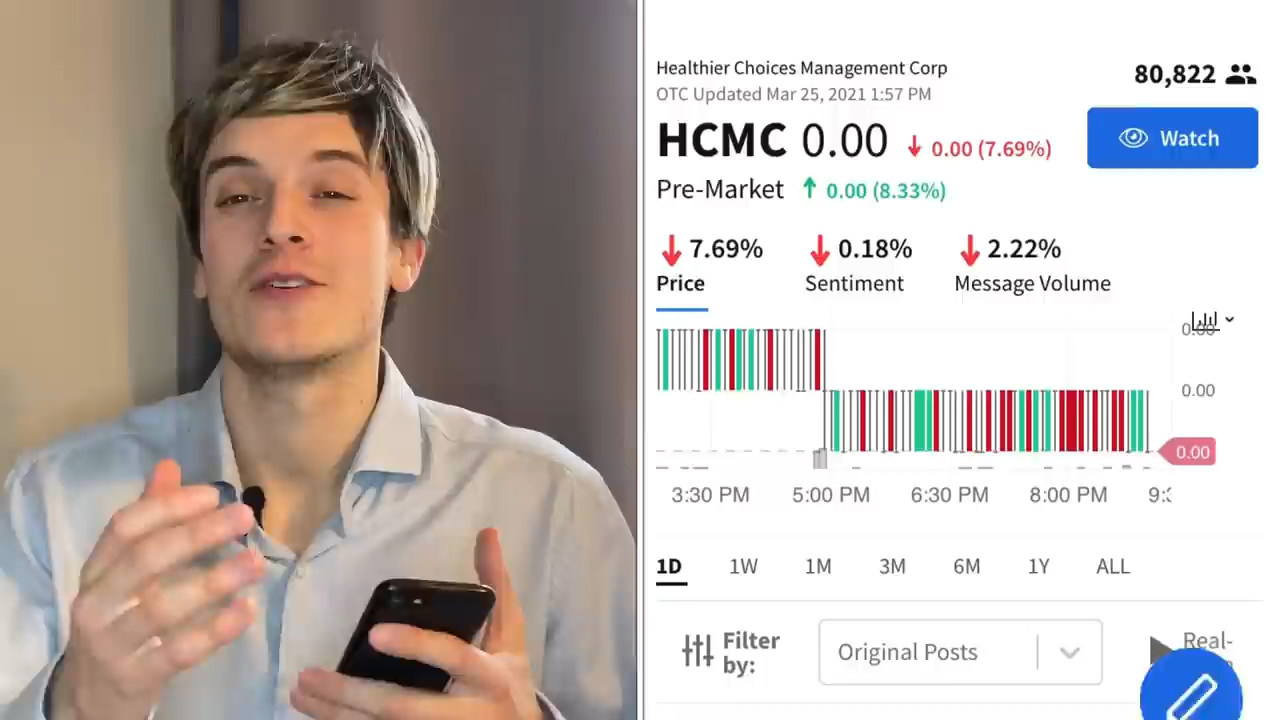 Healthier Choices Management Corp
80,822
OTC Updated Mar 25, 2021 1:57 PM
HCMC 0.00 ↓ 0.00 (7.69%)
Watch
Pre-Market ↑ 0.00 (8.33%)
↓ 7.69% ↓ 0.18% ↓ 2.22%
Price Sentiment Message Volume
0.00
0.00
0.00
3:30 PM 5:00 PM 6:30 PM 8:00 PM
1D 1W 1M 3M 6M 1Y ALL
Filter by:
Original Posts
Real-